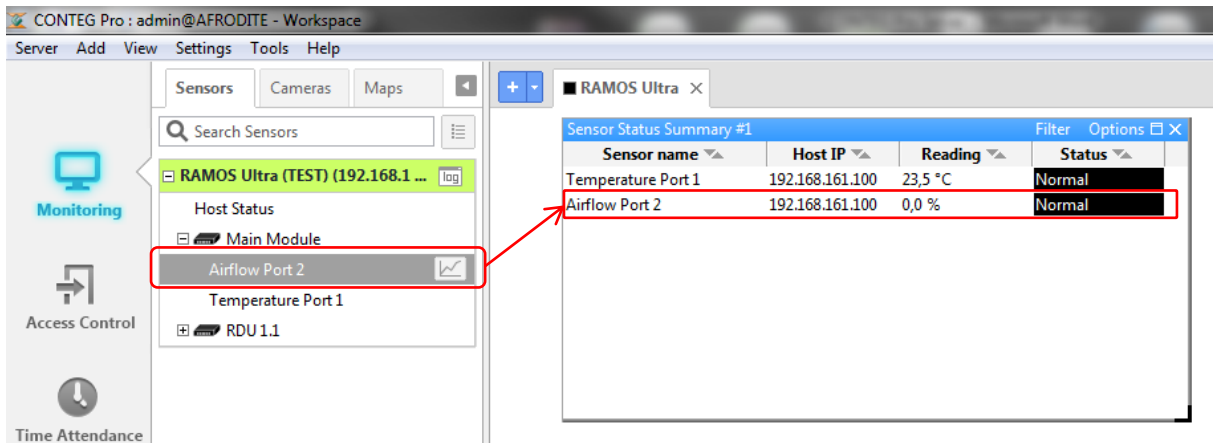 CONTEG Pro : admin@AFRODITE - Workspace
Server Add View Settings Tools Help
Sensors Cameras Maps
+ RAMOS Ultra
Search Sensors
Sensor Status Summary #1 Filter Options
Sensor name Host IP Reading Status
RAMOS Ultra (TEST) (192.168.1 ... log
Temperature Port 1 192.168.161.100 23,5 °C Normal
Airflow Port 2 192.168.161.100 0,0 % Normal
Monitoring
Host Status
Main Module
Airflow Port 2
Temperature Port 1
Access Control
RDU 1.1
Time Attendance